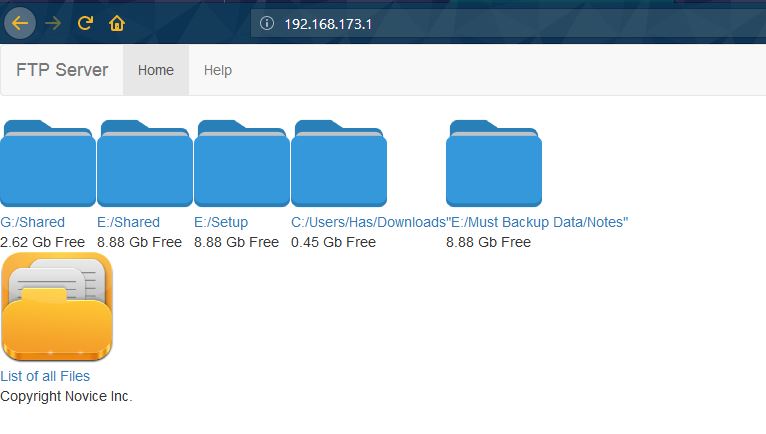 192.168.173.1
FTP Server Home Help
G:/Shared E:/Shared E:/Setup C:/Users/Has/Downloads"E:/Must Backup Data/Notes"
2.62 Gb Free 8.88 Gb Free 8.88 Gb Free 0.45 Gb Free 8.88 Gb Free
List of all Files
Copyright Novice Inc.